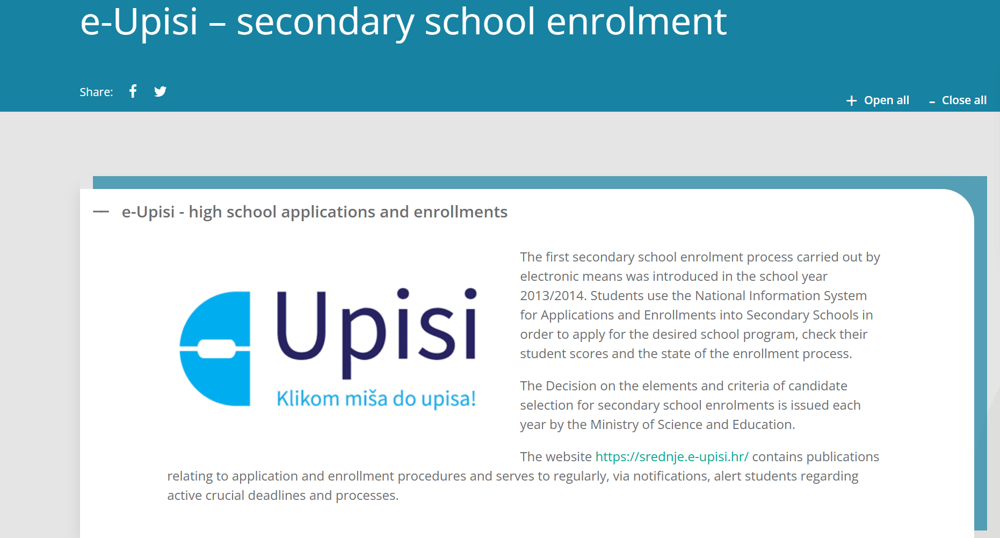 e-Upisi – secondary school enrolment
Share:
+ Open all
- Close all
e-Upisi - high school applications and enrollments
Upisi
Klikom miša do upisa!
The first secondary school enrolment process carried out by
electronic means was introduced in the school year
2013/2014. Students use the National Information System
for Applications and Enrollments into Secondary Schools in
order to apply for the desired school program, check their
student scores and the state of the enrollment process.
The Decision on the elements and criteria of candidate
selection for secondary school enrolments is issued each
year by the Ministry of Science and Education.
The website https://srednje.e-upisi.hr/ contains publications
relating to application and enrollment procedures and serves to regularly, via notifications, alert students regarding
active crucial deadlines and processes.